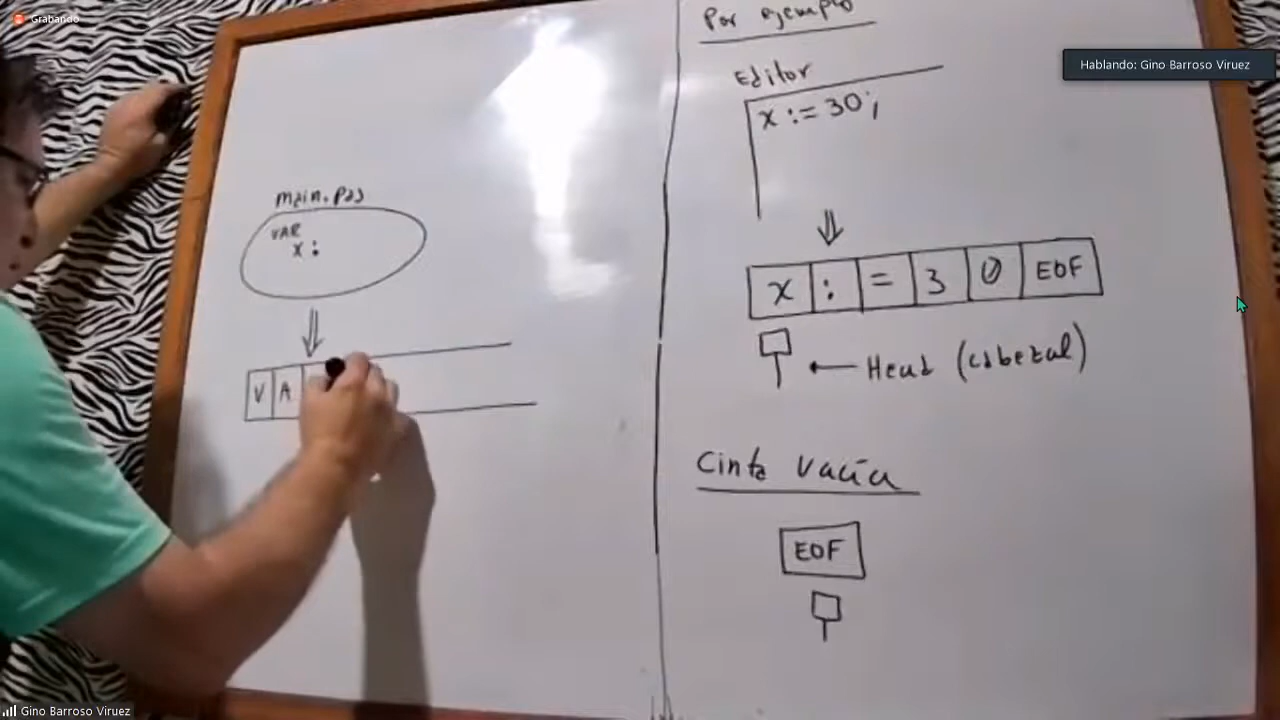 Grabando
Hablando: Gino Barroso Viruez
main.pas
VAR
x :
V A
Por ejemplo
Editor
x := 30;
x : = 3 0 EOF
Head (cabezal)
Cinta Vacía
EOF
Gino Barroso Viruez